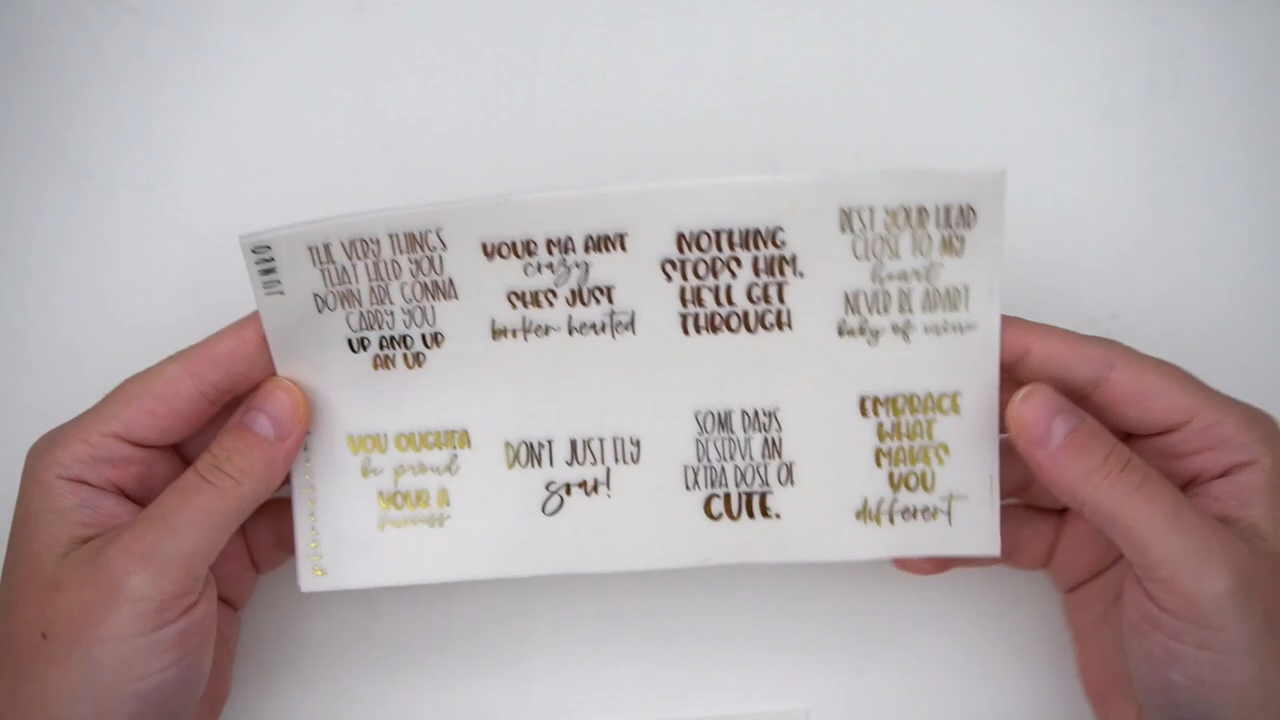 JUMBO
THE VERY THINGS
THAT HELD YOU
DOWN ARE GONNA
CARRY YOU
UP AND UP
AN UP
YOUR MA AINT
crazy
SHES JUST
broken hearted
NOTHING
STOPS HIM.
HE'LL GET
THROUGH
REST YOUR HEAD
CLOSE TO MY
heart
NEVER BE APART
baby of mine
YOU OUGHTA
be proud
YOUR A
success
DON'T JUST FLY
soar!
SOME DAYS
DESERVE AN
EXTRA DOSE OF
CUTE.
EMBRACE
WHAT
MAKES
YOU
different